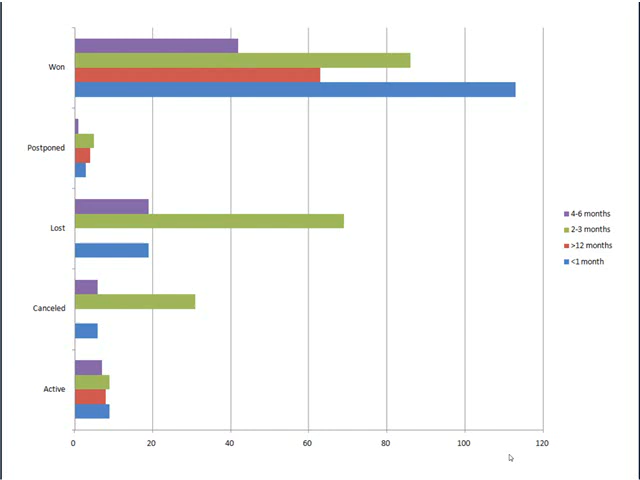 Won
Postponed
Lost
Canceled
Active
4-6 months
2-3 months
>12 months
<1 month
0 20 40 60 80 100 120